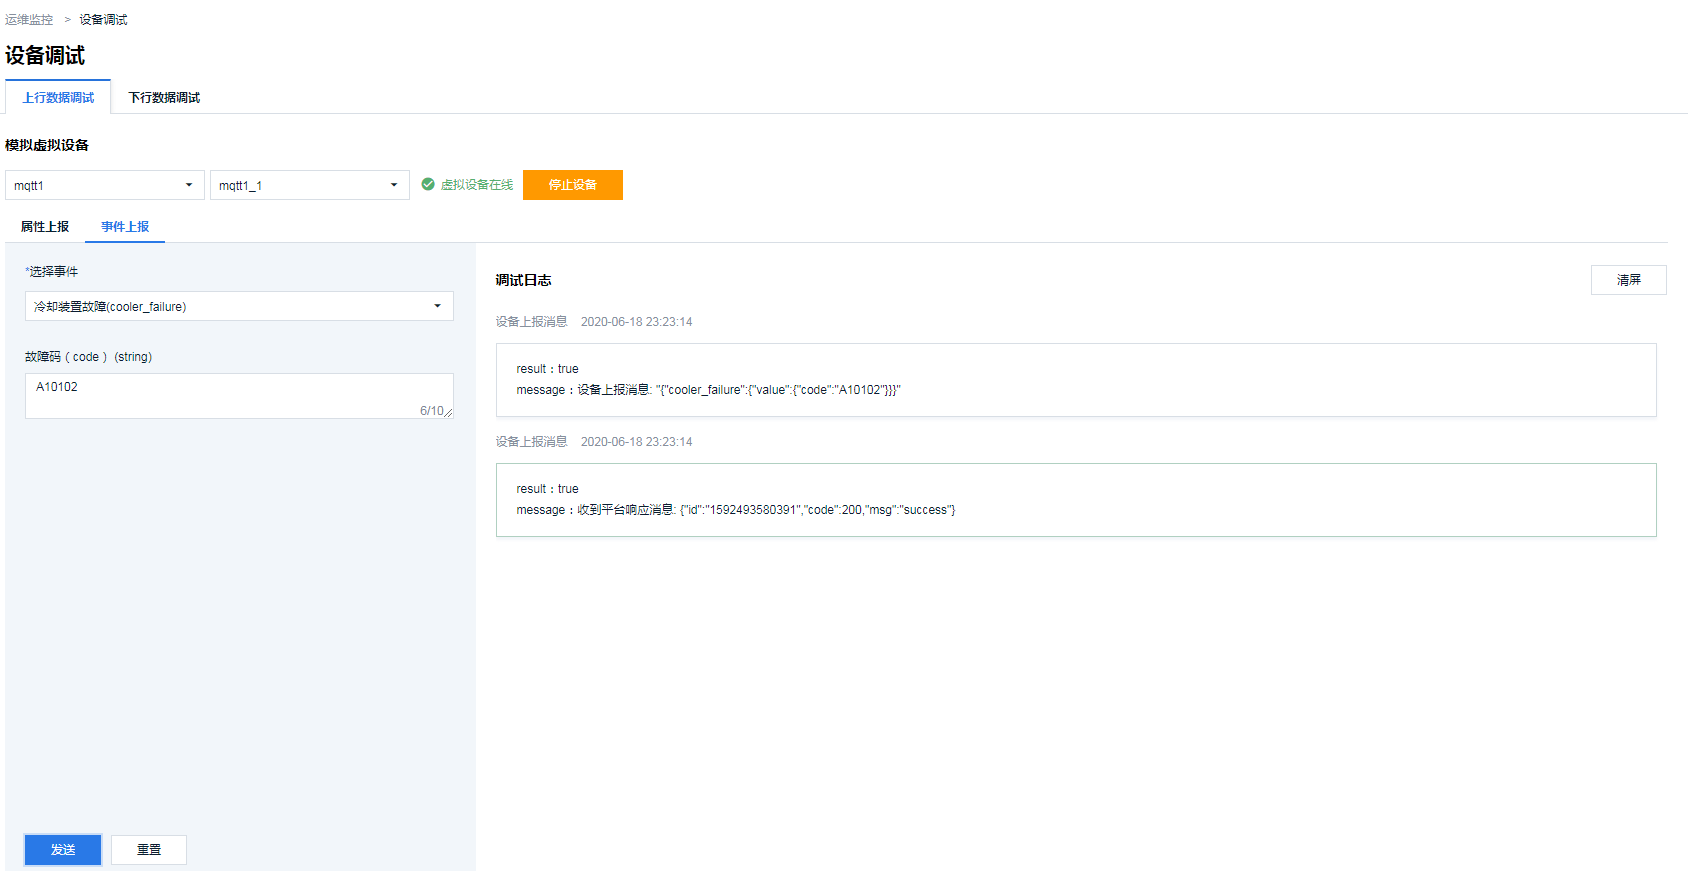 运维监控 > 设备调试
设备调试
上行数据调试 下行数据调试
模拟虚拟设备
mqtt1 mqtt1_1 虚拟设备在线 停止设备
属性上报 事件上报
*选择事件
冷却装置故障(cooler_failure)
故障码（code） (string)
A10102
6/10
发送 重置
调试日志 清屏
设备上报消息 2020-06-18 23:23:14
result：true
message：设备上报消息: "{"cooler_failure":{"value":{"code":"A10102"}}}"
设备上报消息 2020-06-18 23:23:14
result：true
message：收到平台响应消息: {"id":"1592493580391","code":200,"msg":"success"}